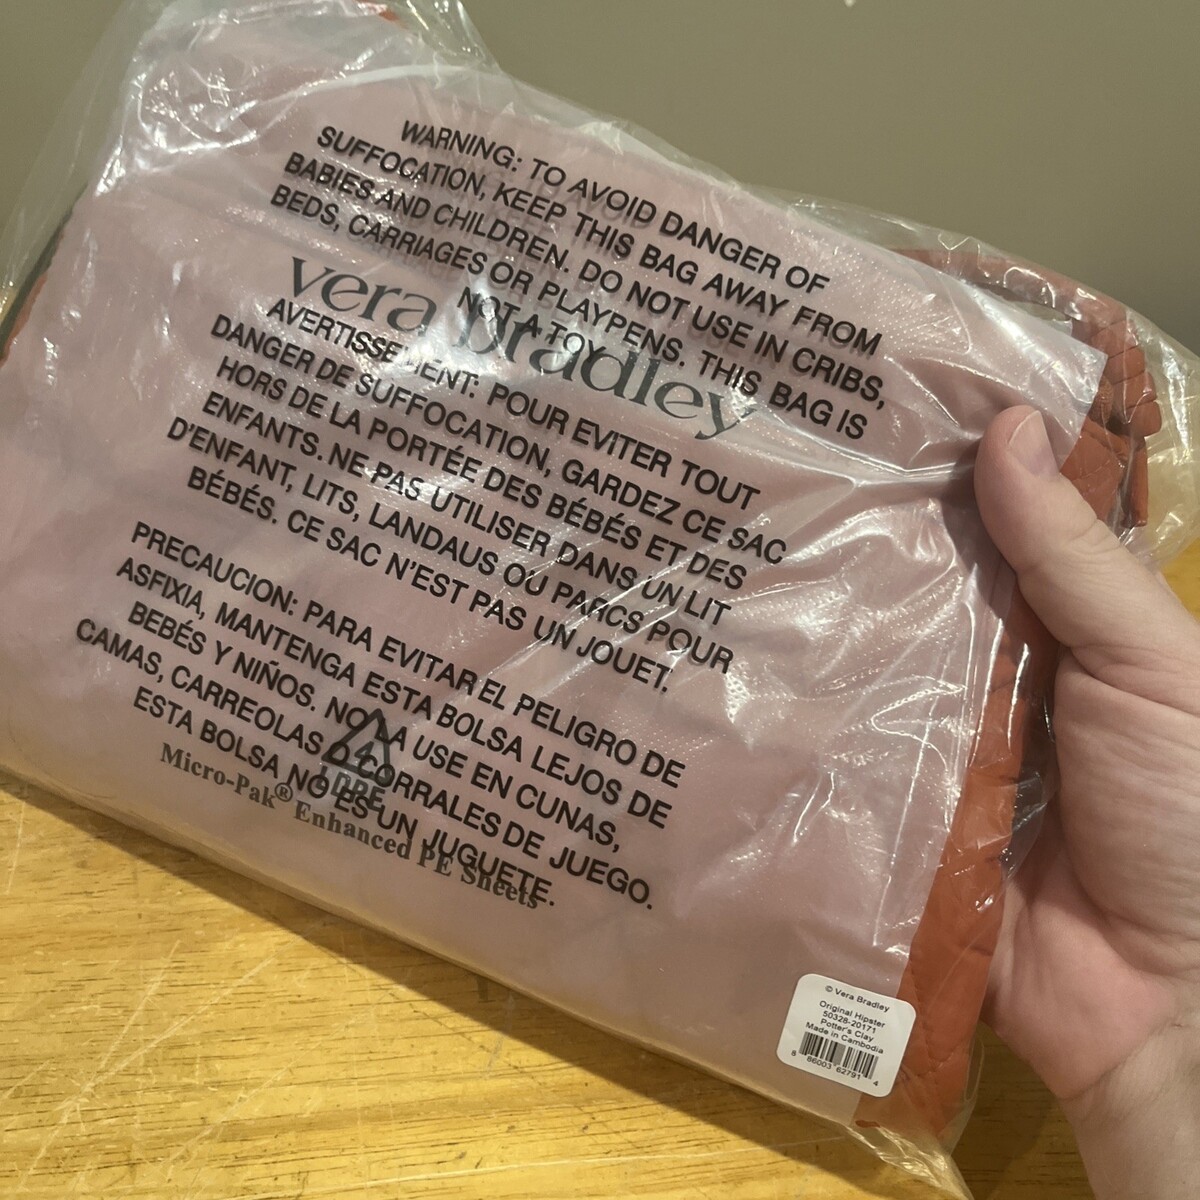 WARNING: TO AVOID DANGER OF
SUFFOCATION, KEEP THIS BAG AWAY FROM
BABIES AND CHILDREN. DO NOT USE IN CRIBS,
BEDS, CARRIAGES OR PLAYPENS. THIS BAG IS
NOT A TOY.
vera bradley
AVERTISSEMENT: POUR EVITER TOUT
DANGER DE SUFFOCATION, GARDEZ CE SAC
HORS DE LA PORTÉE DES BÉBÉS ET DES
ENFANTS. NE PAS UTILISER DANS UN LIT
D'ENFANT, LITS, LANDAUS OU PARCS POUR
BÉBÉS. CE SAC N'EST PAS UN JOUET.
PRECAUCION: PARA EVITAR EL PELIGRO DE
ASFIXIA, MANTENGA ESTA BOLSA LEJOS DE
BEBÉS Y NIÑOS. NO LA USE EN CUNAS,
CAMAS, CARREOLAS O CORRALES DE JUEGO.
ESTA BOLSA NO ES UN JUGUETE.
04
LDPE
Micro-Pak® Enhanced PE Sheets
© Vera Bradley
Original Hipster
50328-20171
Potter's Clay
Made in Cambodia
8 86003 62791 4